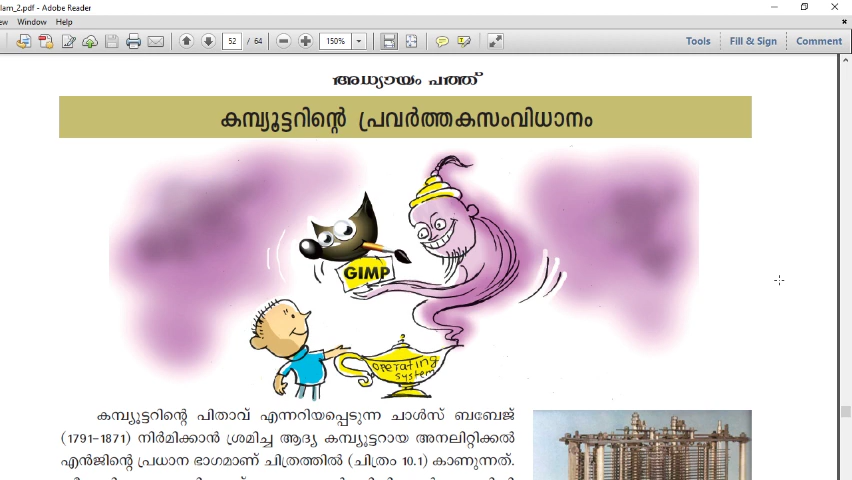 lam_2.pdf - Adobe Reader
ew Window Help
52 / 64 150% Tools Fill & Sign Comment
അധ്യായം പത്ത്
കമ്പ്യൂട്ടറിന്റെ പ്രവർത്തകസംവിധാനം
GIMP
operating
system
കമ്പ്യൂട്ടറിന്റെ പിതാവ് എന്നറിയപ്പെടുന്ന ചാൾസ് ബബേജ്
(1791-1871) നിർമിക്കാൻ ശ്രമിച്ച ആദ്യ കമ്പ്യൂട്ടറായ അനലിറ്റിക്കൽ
എൻജിന്റെ പ്രധാന ഭാഗമാണ് ചിത്രത്തിൽ (ചിത്രം 10.1) കാണുന്നത്.